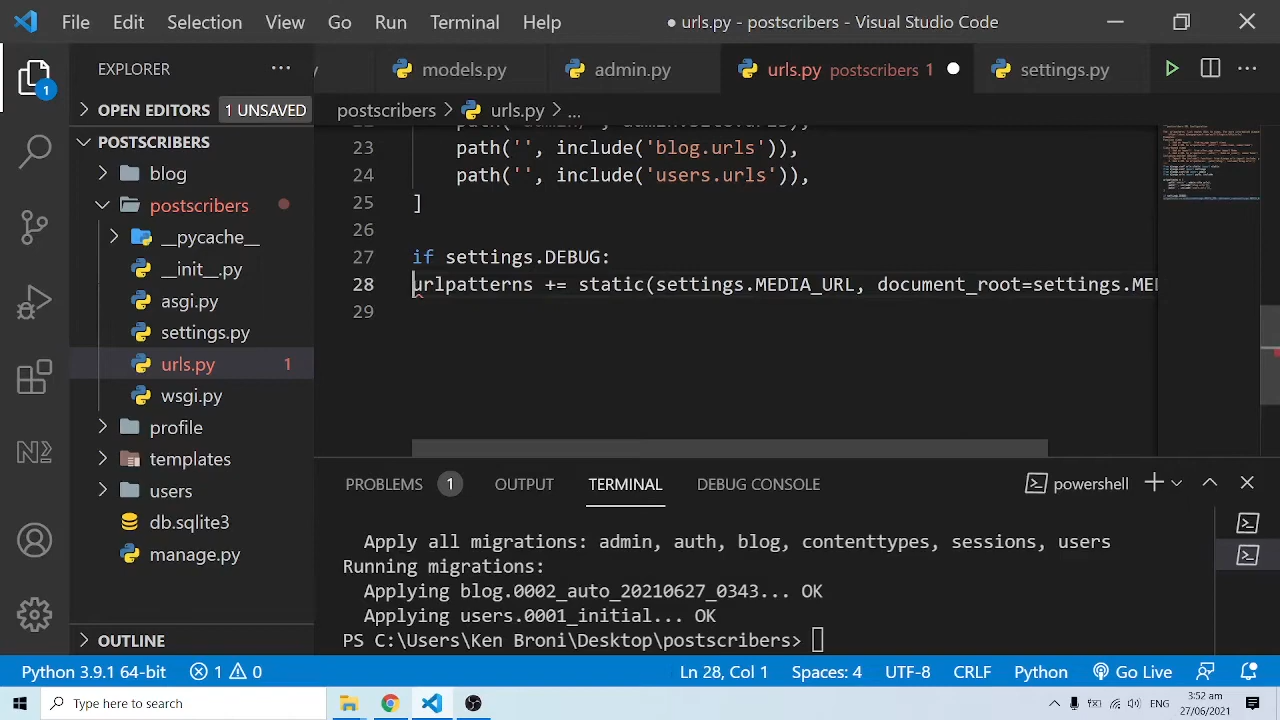 File Edit Selection View Go Run Terminal Help
● urls.py - postscribers - Visual Studio Code
EXPLORER
models.py
admin.py
urls.py postscribers 1
settings.py
OPEN EDITORS 1 UNSAVED
postscribers > urls.py > ...
POSTSCRIBERS
blog
postscribers
__pycache__
__init__.py
asgi.py
settings.py
urls.py 1
wsgi.py
profile
templates
users
db.sqlite3
manage.py
OUTLINE
23 path('', include('blog.urls')),
24 path('', include('users.urls')),
25 ]
26
27 if settings.DEBUG:
28 urlpatterns += static(settings.MEDIA_URL, document_root=settings.MED
29
PROBLEMS 1 OUTPUT TERMINAL DEBUG CONSOLE
powershell
Apply all migrations: admin, auth, blog, contenttypes, sessions, users
Running migrations:
Applying blog.0002_auto_20210627_0343... OK
Applying users.0001_initial... OK
PS C:\Users\Ken Broni\Desktop\postscribers>
1
Python 3.9.1 64-bit 1 0 Ln 28, Col 1 Spaces: 4 UTF-8 CRLF Python Go Live
Type here to search
3:52 am
27/06/2021